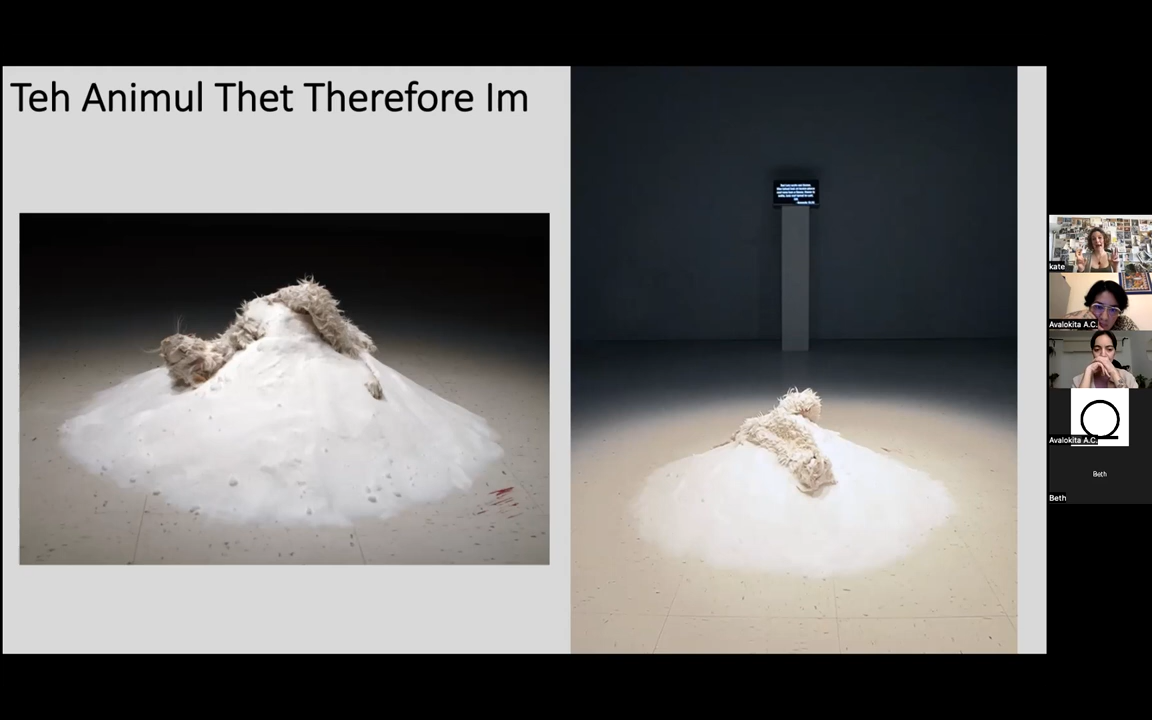 Teh Animul Thet Therefore Im
kate
Avalokita A.C.
Avalokita A.C.
Beth
Beth